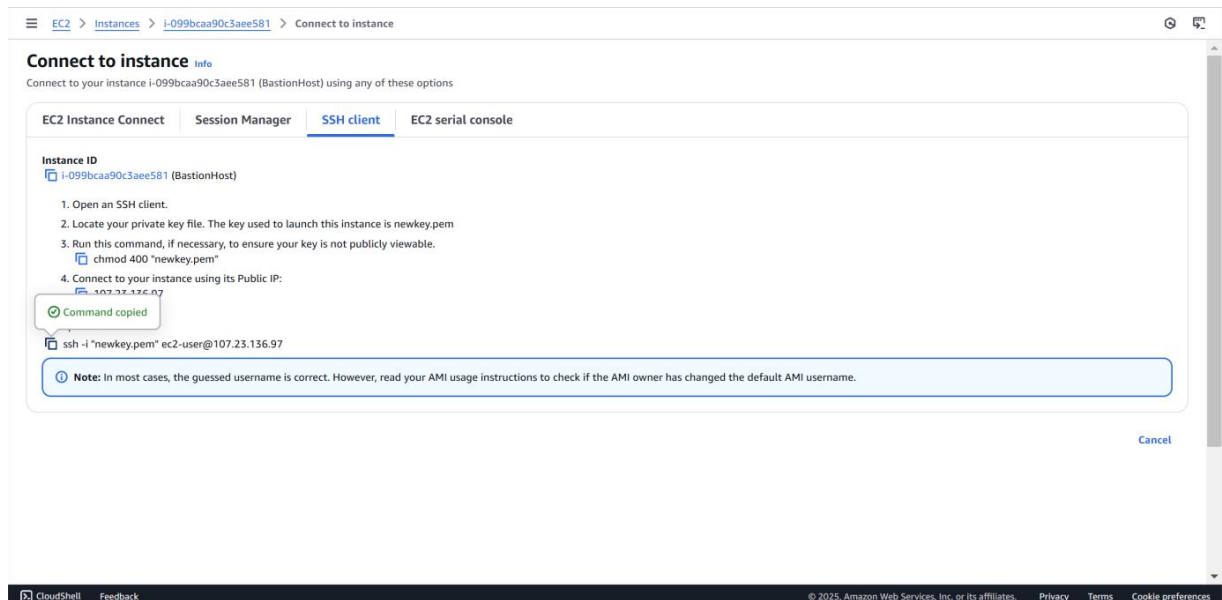 EC2 > Instances > i-099bcaa90c3aee581 > Connect to instance
Connect to instance Info
Connect to your instance i-099bcaa90c3aee581 (BastionHost) using any of these options
EC2 Instance Connect Session Manager SSH client EC2 serial console
Instance ID
i-099bcaa90c3aee581 (BastionHost)
1. Open an SSH client.
2. Locate your private key file. The key used to launch this instance is newkey.pem
3. Run this command, if necessary, to ensure your key is not publicly viewable.
chmod 400 "newkey.pem"
4. Connect to your instance using its Public IP:
107.23.136.97
Command copied
ssh -i "newkey.pem" ec2-user@107.23.136.97
Note: In most cases, the guessed username is correct. However, read your AMI usage instructions to check if the AMI owner has changed the default AMI username.
Cancel
CloudShell Feedback © 2025, Amazon Web Services, Inc. or its affiliates. Privacy Terms Cookie preferences